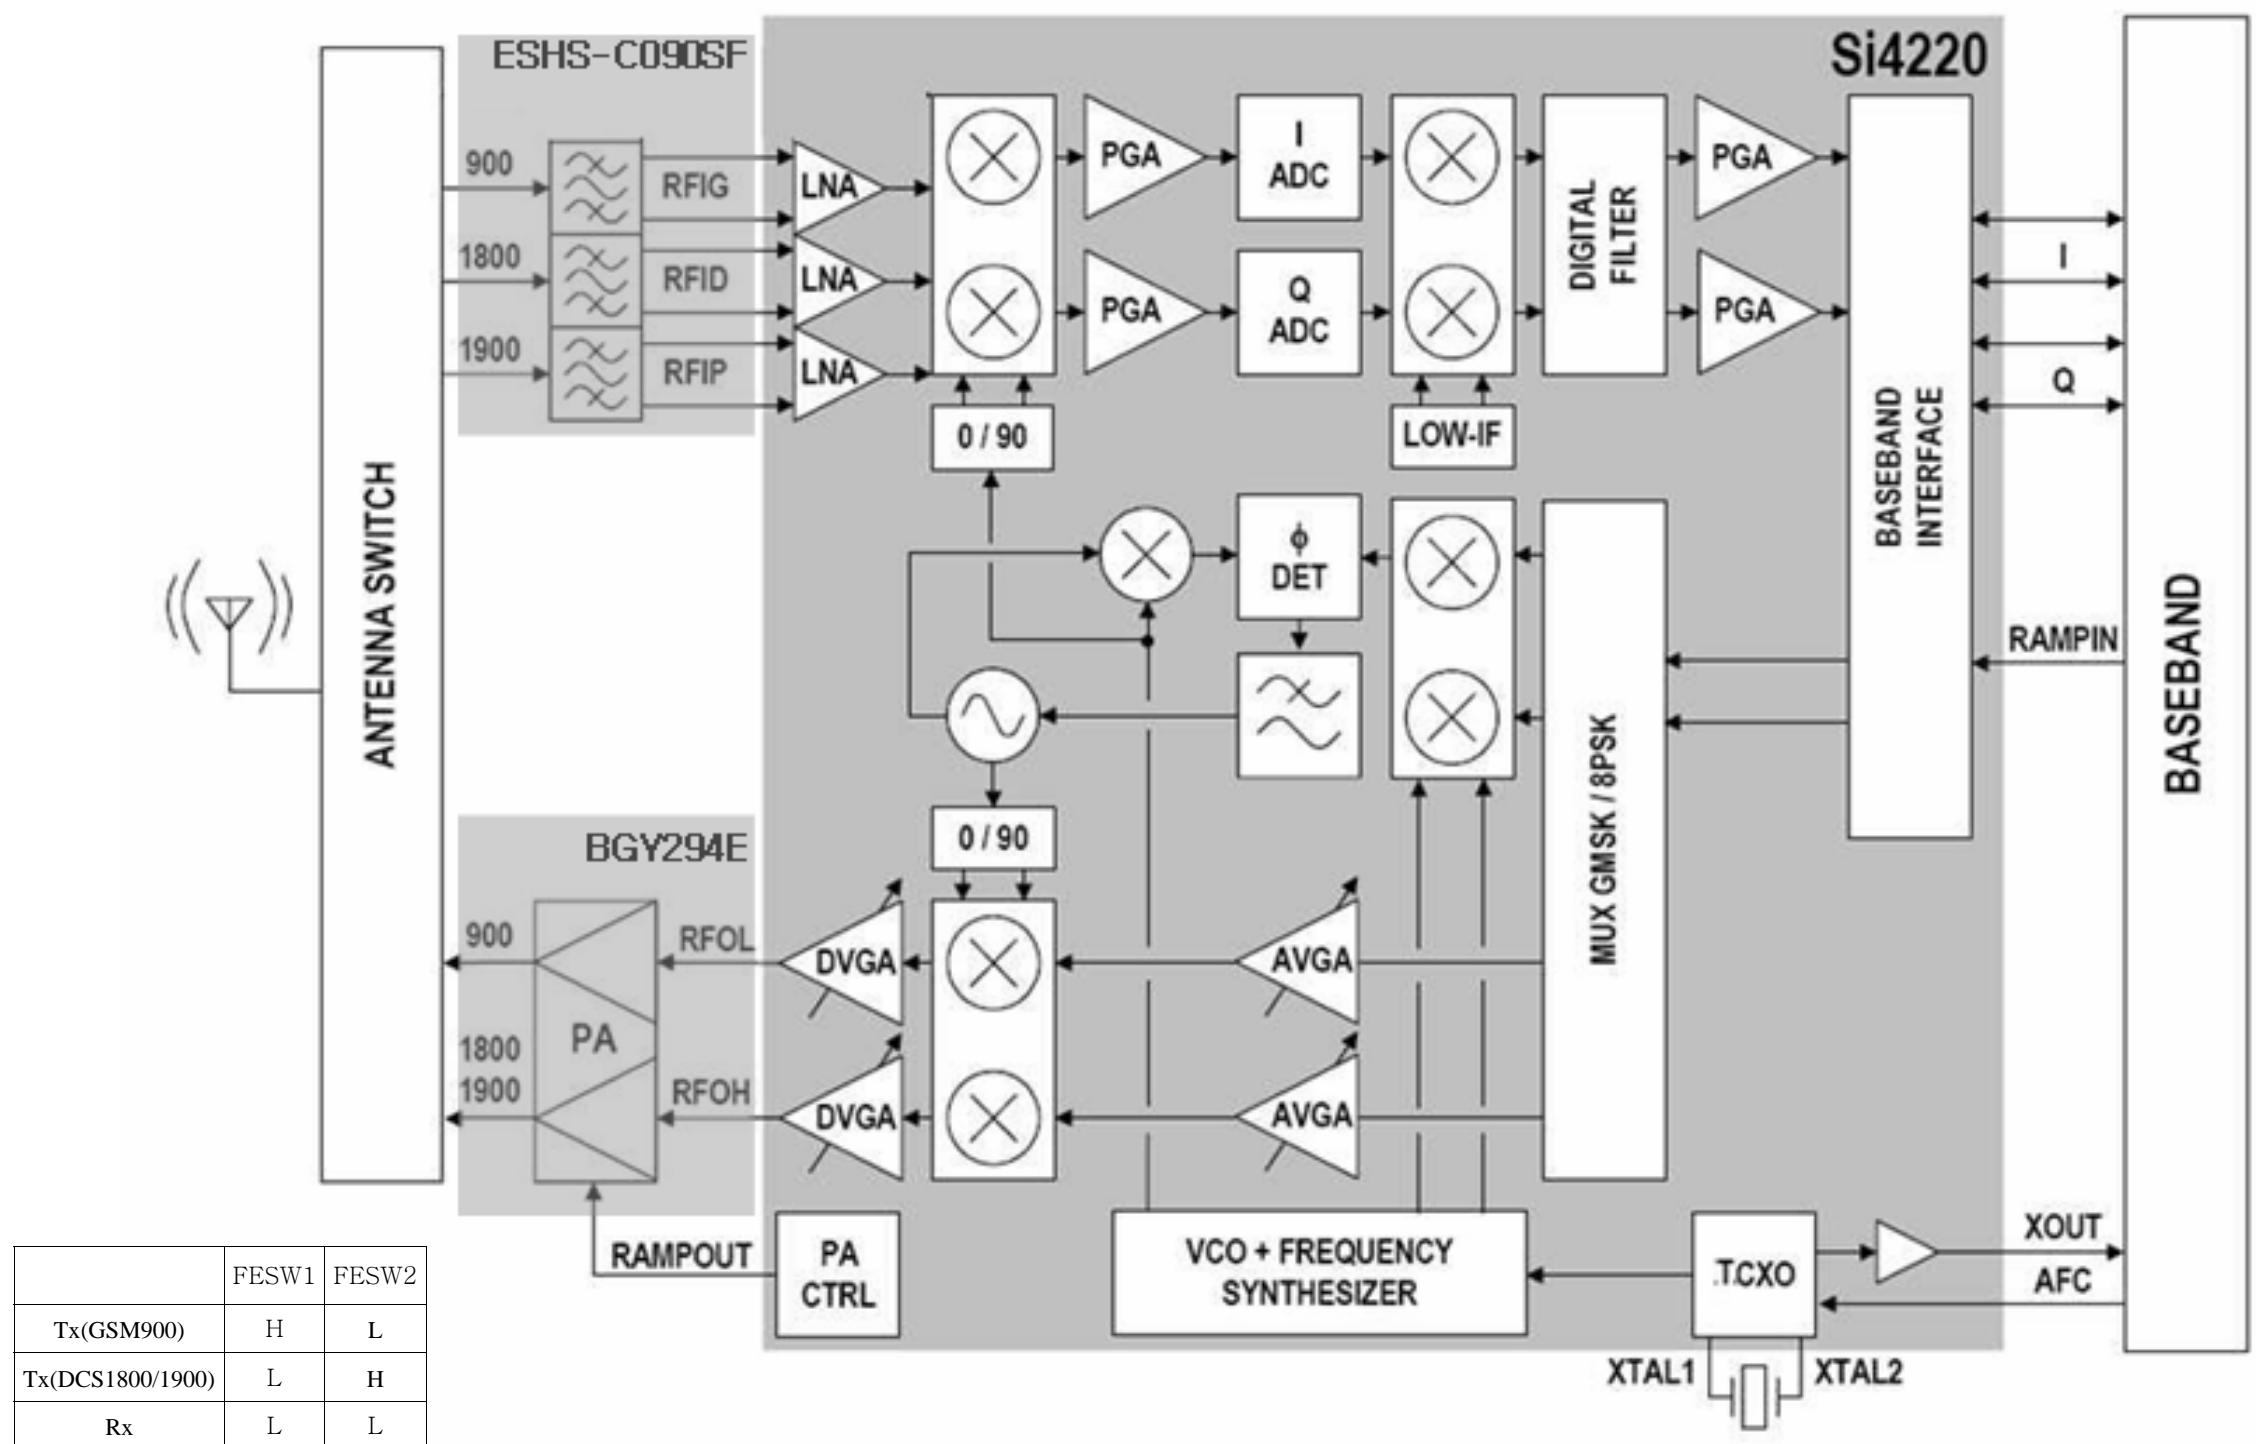 ESHS-C090SF
Si4220
900
RFIG
LNA
PGA
I
ADC
PGA
1800
RFID
LNA
PGA
Q
ADC
DIGITAL
FILTER
PGA
1900
RFIP
LNA
0 / 90
LOW-IF
I
Q
BASEBAND
INTERFACE
ANTENNA SWITCH
ϕ
DET
RAMPIN
BASEBAND
MUX GMSK / 8PSK
0 / 90
BGY294E
900
RFOL
DVGA
AVGA
PA
1800
1900
RFOH
DVGA
AVGA
RAMPOUT
PA
CTRL
VCO + FREQUENCY
SYNTHESIZER
.TCXO
XOUT
AFC
XTAL1
XTAL2
FESW1 FESW2
Tx(GSM900) H L
Tx(DCS1800/1900) L H
Rx L L